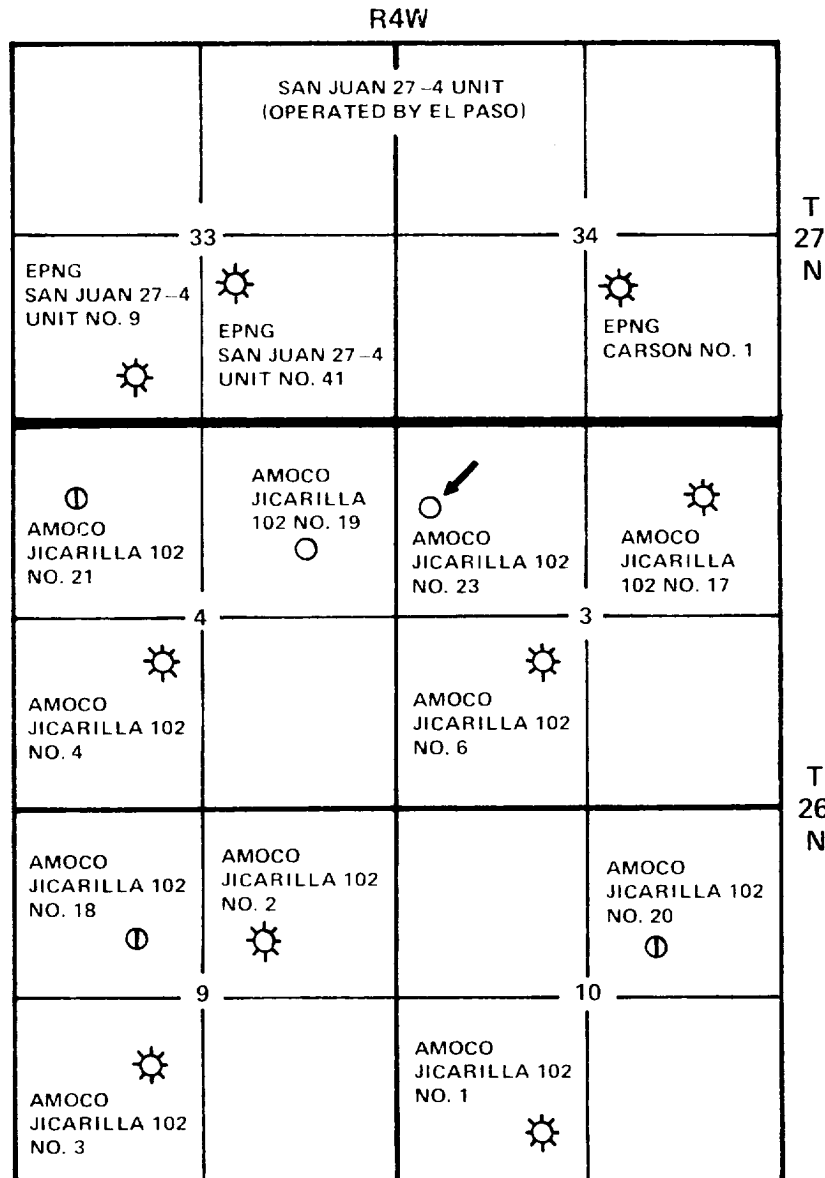 R4W
SAN JUAN 27-4 UNIT
(OPERATED BY EL PASO)
T
27
N
33
34
EPNG
SAN JUAN 27-4
UNIT NO. 9
EPNG
SAN JUAN 27-4
UNIT NO. 41
EPNG
CARSON NO. 1
AMOCO
JICARILLA 102
NO. 21
AMOCO
JICARILLA
102 NO. 19
AMOCO
JICARILLA 102
NO. 23
AMOCO
JICARILLA
102 NO. 17
4
3
AMOCO
JICARILLA 102
NO. 4
AMOCO
JICARILLA 102
NO. 6
T
26
N
AMOCO
JICARILLA 102
NO. 18
AMOCO
JICARILLA 102
NO. 2
AMOCO
JICARILLA 102
NO. 20
9
10
AMOCO
JICARILLA 102
NO. 3
AMOCO
JICARILLA 102
NO. 1